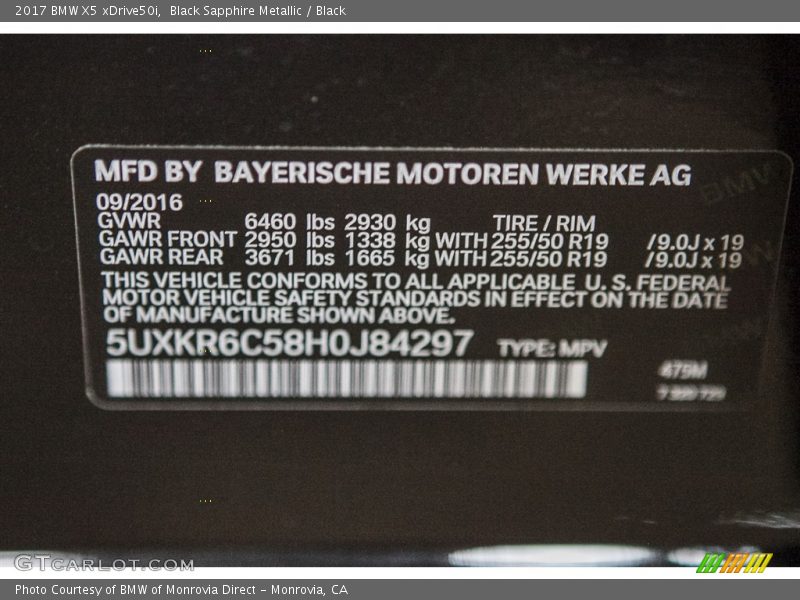 2017 BMW X5 xDrive50i, Black Sapphire Metallic / Black
MFD BY BAYERISCHE MOTOREN WERKE AG
09/2016
GVWR 6460 lbs 2930 kg TIRE / RIM
GAWR FRONT 2950 lbs 1338 kg WITH 255/50 R19 /9.0J x 19
GAWR REAR 3671 lbs 1665 kg WITH 255/50 R19 /9.0J x 19
THIS VEHICLE CONFORMS TO ALL APPLICABLE U. S. FEDERAL
MOTOR VEHICLE SAFETY STANDARDS IN EFFECT ON THE DATE
OF MANUFACTURE SHOWN ABOVE.
5UXKR6C58H0J84297 TYPE: MPV
475M
GTCARLOT.COM
Photo Courtesy of BMW of Monrovia Direct - Monrovia, CA